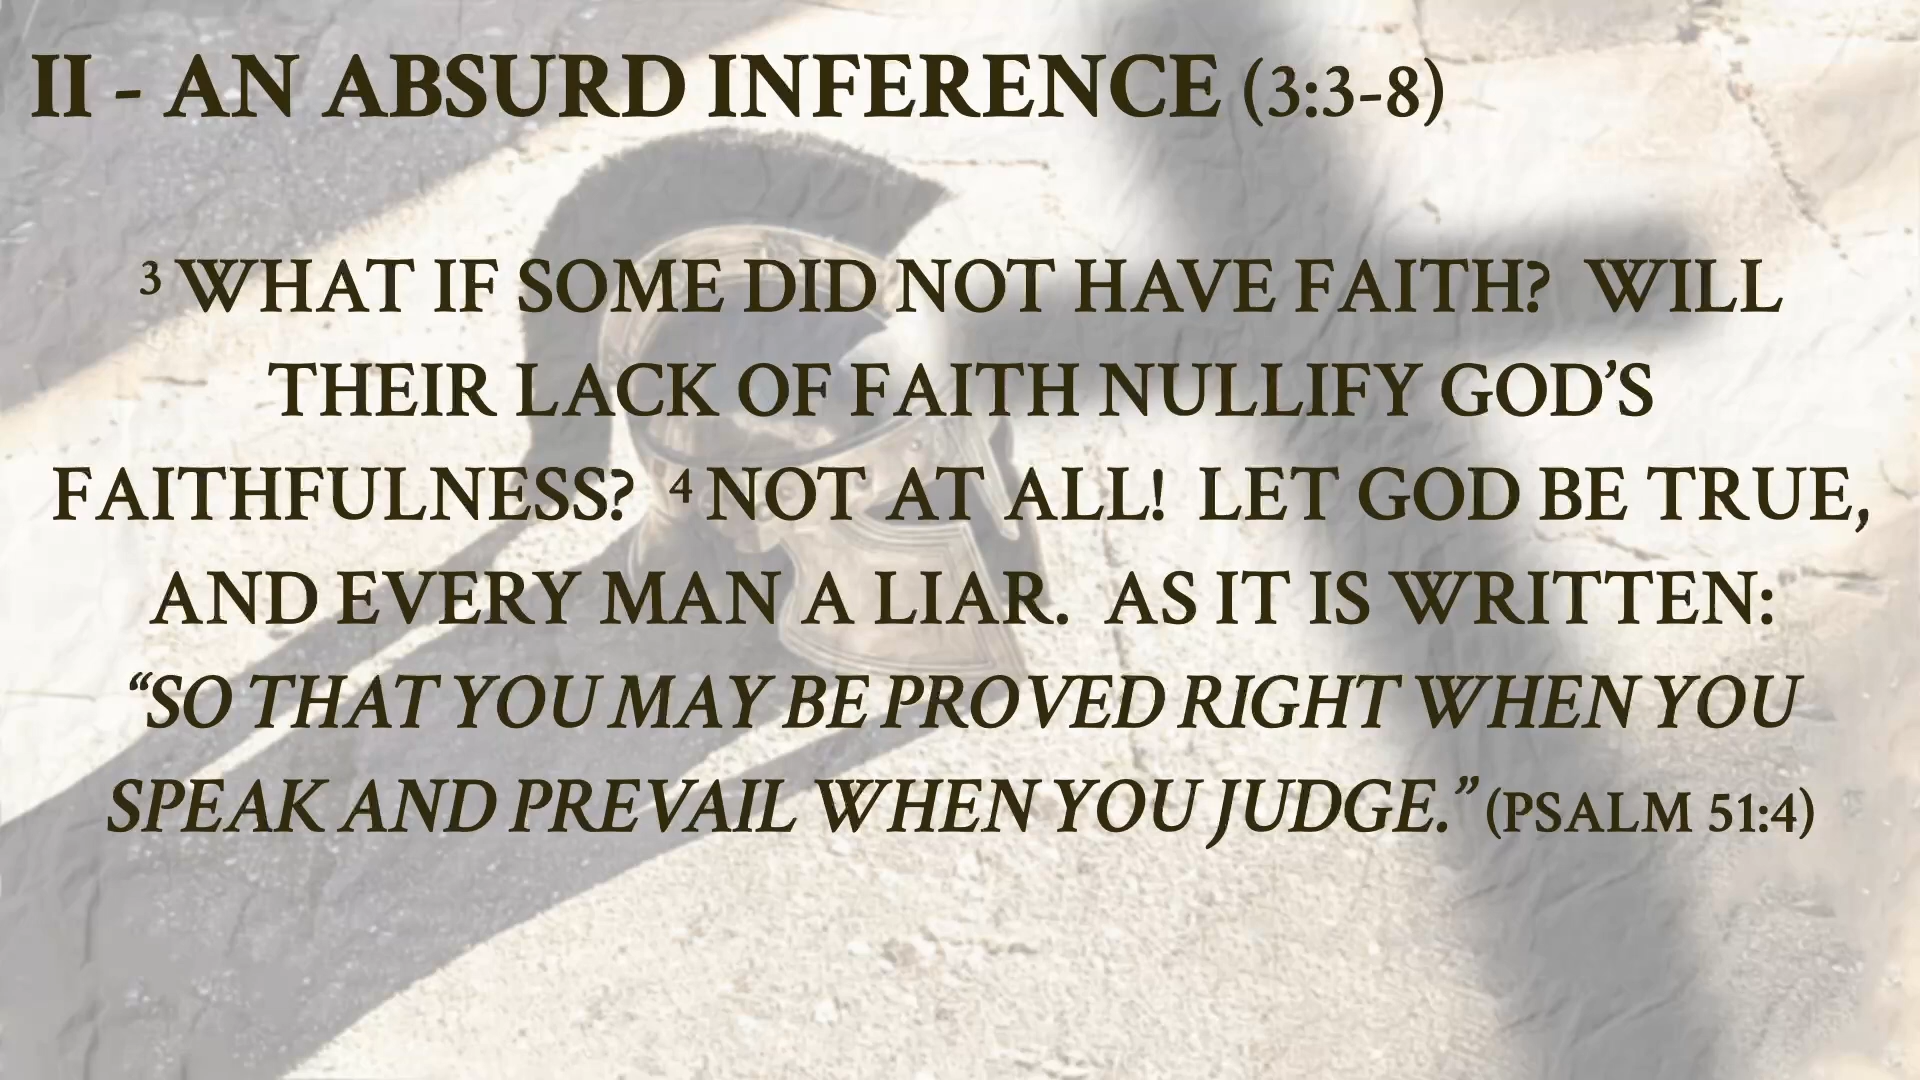 II - AN ABSURD INFERENCE (3:3-8)
³ WHAT IF SOME DID NOT HAVE FAITH? WILL
THEIR LACK OF FAITH NULLIFY GOD’S
FAITHFULNESS? ⁴ NOT AT ALL! LET GOD BE TRUE,
AND EVERY MAN A LIAR. AS IT IS WRITTEN:
“SO THAT YOU MAY BE PROVED RIGHT WHEN YOU
SPEAK AND PREVAIL WHEN YOU JUDGE.” (PSALM 51:4)